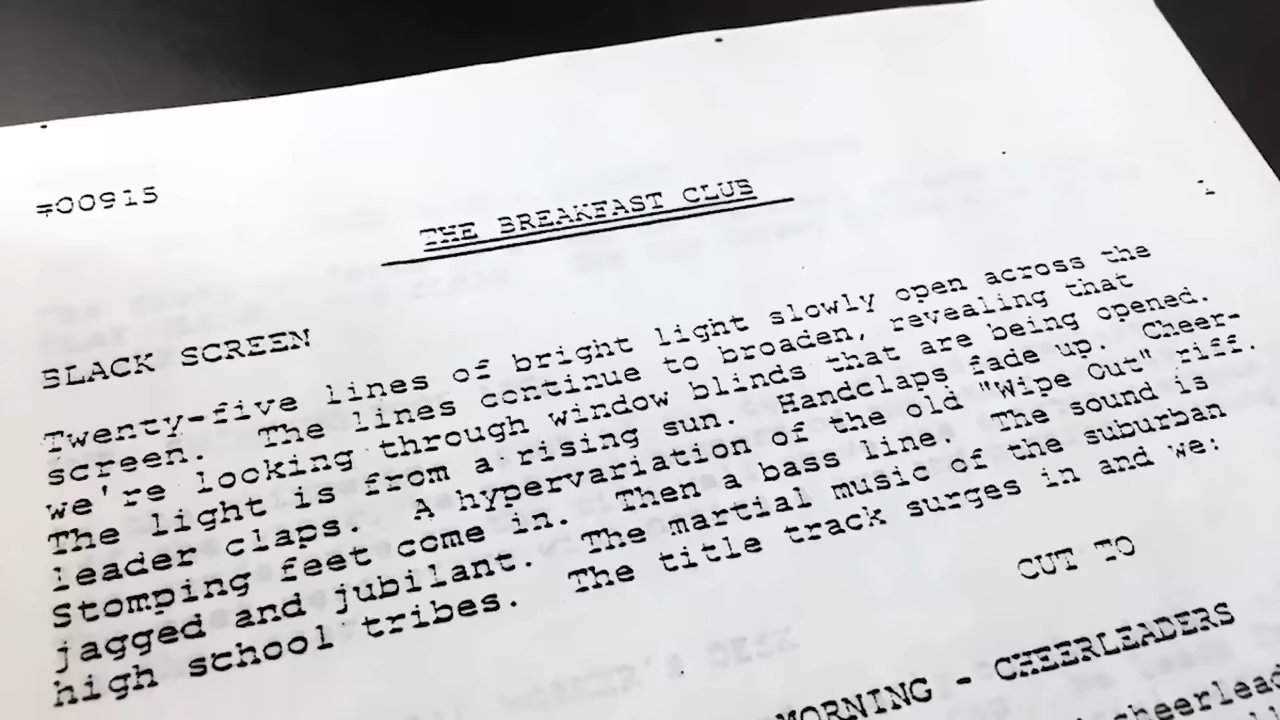 #00915
THE BREAKFAST CLUB
1
BLACK SCREEN
Twenty-five lines of bright light slowly open across the
screen. The lines continue to broaden, revealing that
we're looking through window blinds that are being opened.
The light is from a rising sun. Handclaps fade up. Cheer-
leader claps. A hypervariation of the old "Wipe Out" riff.
Stomping feet come in. Then a bass line. The sound is
jagged and jubilant. The martial music of the suburban
high school tribes. The title track surges in and we:
CUT TO
MORNING - CHEERLEADERS